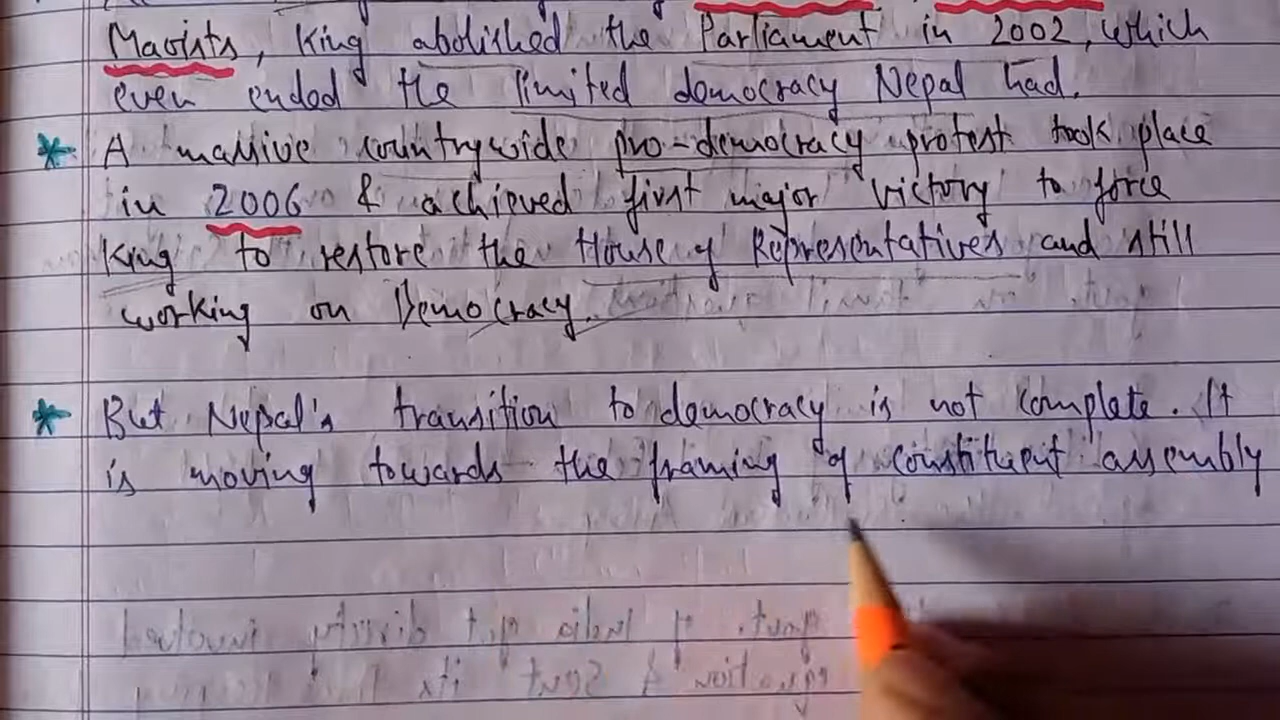 Maoists, King abolished the Parliament in 2002, which
even ended the limited democracy Nepal had.
* A massive countrywide pro-democracy protest took place
in 2006 & achieved first major victory to force
King to restore the House of Representatives and still
working on Democracy.
* But Nepal's transition to democracy is not complete. It
is moving towards the framing of constituent assembly